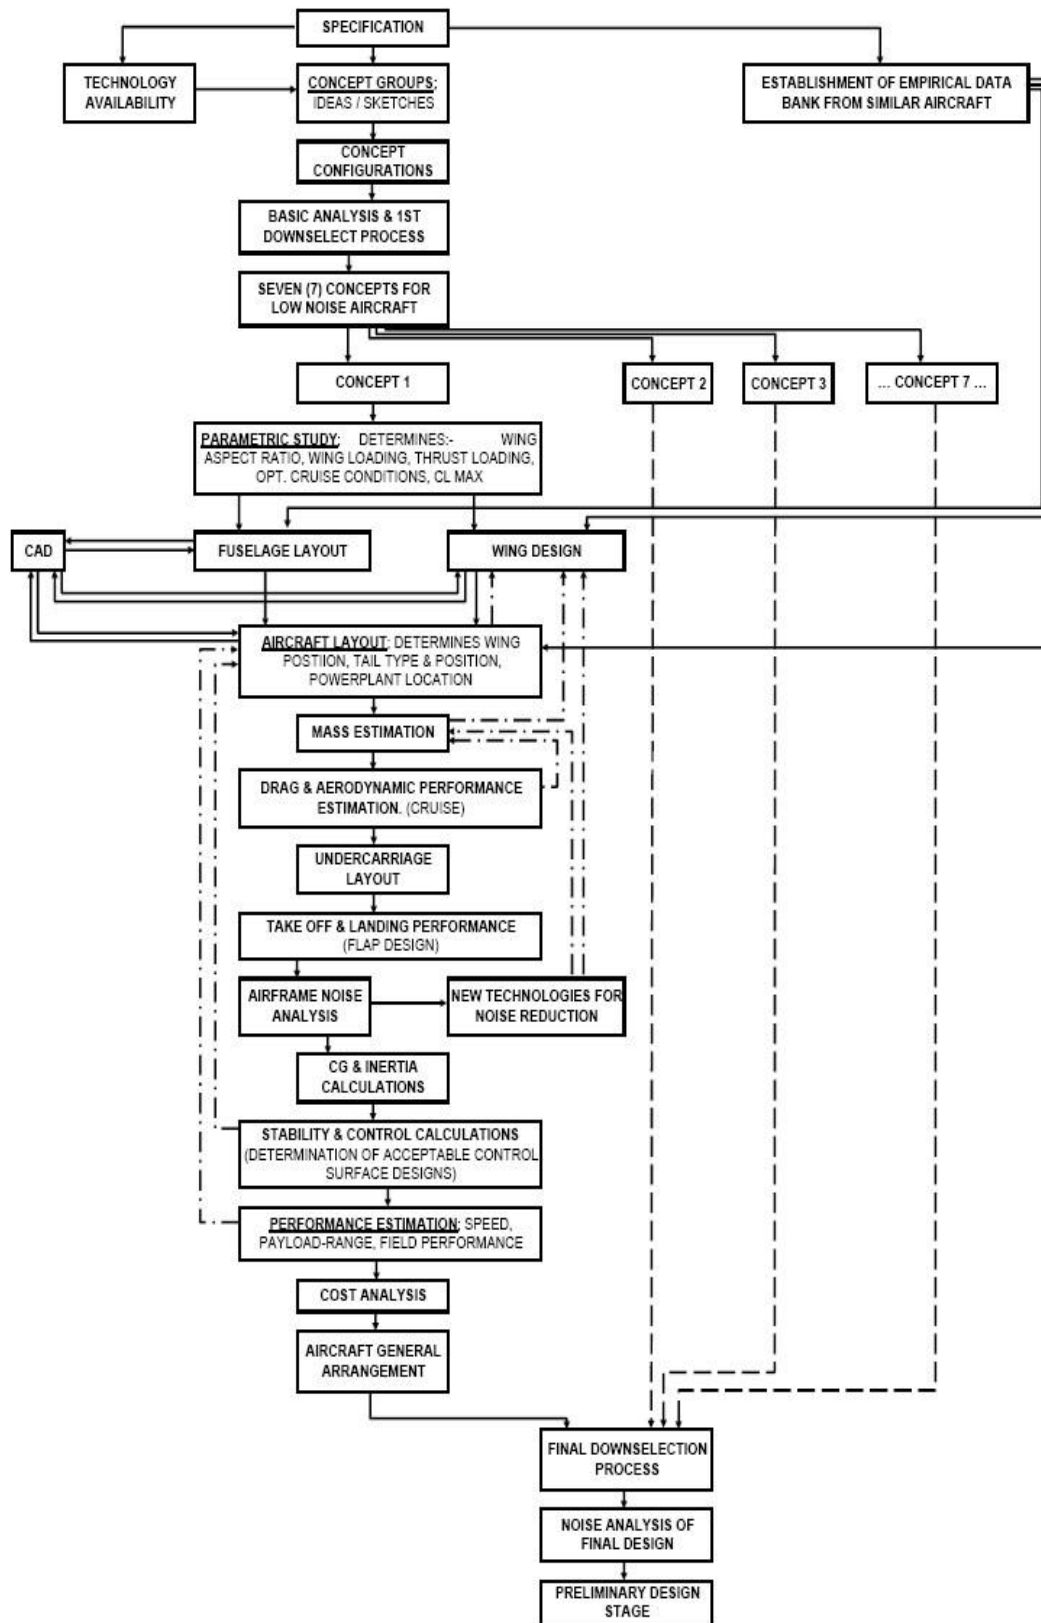 SPECIFICATION
TECHNOLOGY
AVAILABILITY
CONCEPT GROUPS;
IDEAS / SKETCHES
ESTABLISHMENT OF EMPIRICAL DATA
BANK FROM SIMILAR AIRCRAFT
CONCEPT
CONFIGURATIONS
BASIC ANALYSIS & 1ST
DOWNSELECT PROCESS
SEVEN (7) CONCEPTS FOR
LOW NOISE AIRCRAFT
CONCEPT 1
CONCEPT 2
CONCEPT 3
... CONCEPT 7 ...
PARAMETRIC STUDY; DETERMINES:- WING
ASPECT RATIO, WING LOADING, THRUST LOADING,
OPT. CRUISE CONDITIONS, CL MAX
CAD
FUSELAGE LAYOUT
WING DESIGN
AIRCRAFT LAYOUT; DETERMINES WING
POSTIION, TAIL TYPE & POSITION,
POWERPLANT LOCATION
MASS ESTIMATION
DRAG & AERODYNAMIC PERFORMANCE
ESTIMATION. (CRUISE)
UNDERCARRIAGE
LAYOUT
TAKE OFF & LANDING PERFORMANCE
(FLAP DESIGN)
AIRFRAME NOISE
ANALYSIS
NEW TECHNOLOGIES FOR
NOISE REDUCTION
CG & INERTIA
CALCULATIONS
STABILITY & CONTROL CALCULATIONS
(DETERMINATION OF ACCEPTABLE CONTROL
SURFACE DESIGNS)
PERFORMANCE ESTIMATION; SPEED,
PAYLOAD-RANGE, FIELD PERFORMANCE
COST ANALYSIS
AIRCRAFT GENERAL
ARRANGEMENT
FINAL DOWNSELECTION
PROCESS
NOISE ANALYSIS OF
FINAL DESIGN
PRELIMINARY DESIGN
STAGE